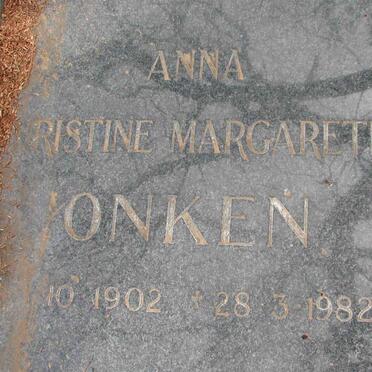 ANNA
RISTINE MARGARET
ONKEN
10 1902 + 28 3-1982